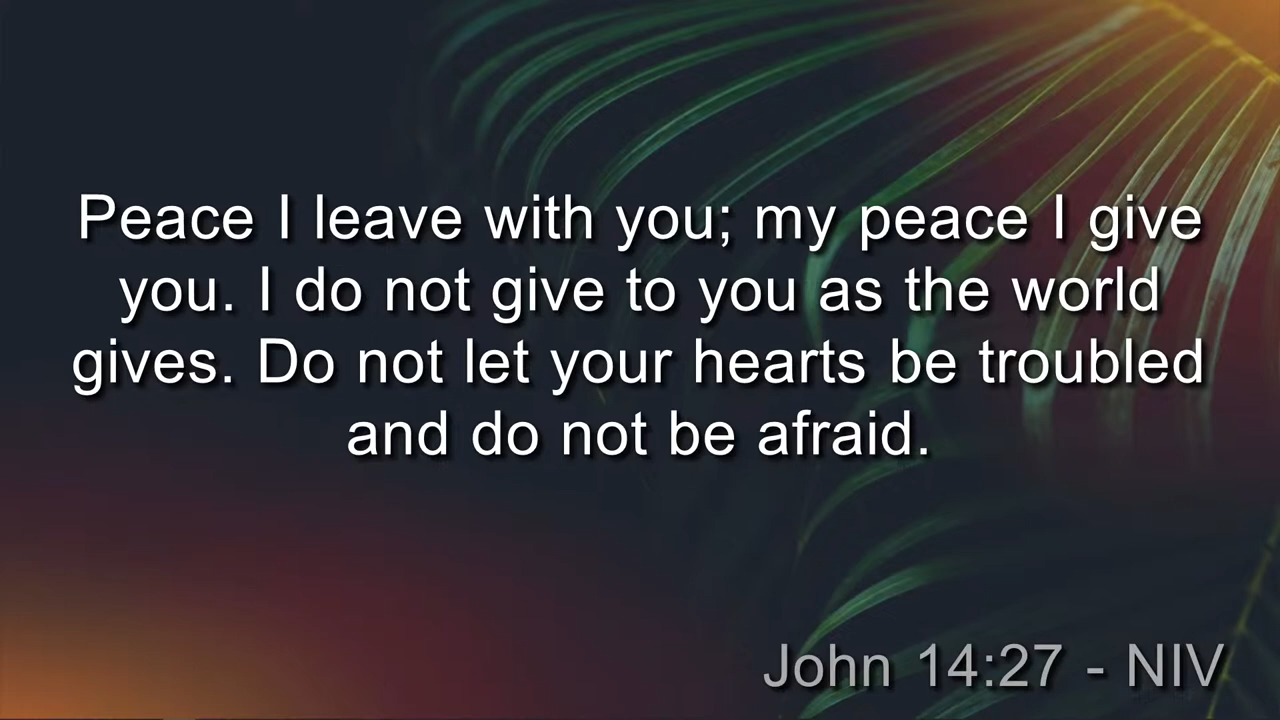 Peace I leave with you; my peace I give
you. I do not give to you as the world
gives. Do not let your hearts be troubled
and do not be afraid.
John 14:27 - NIV